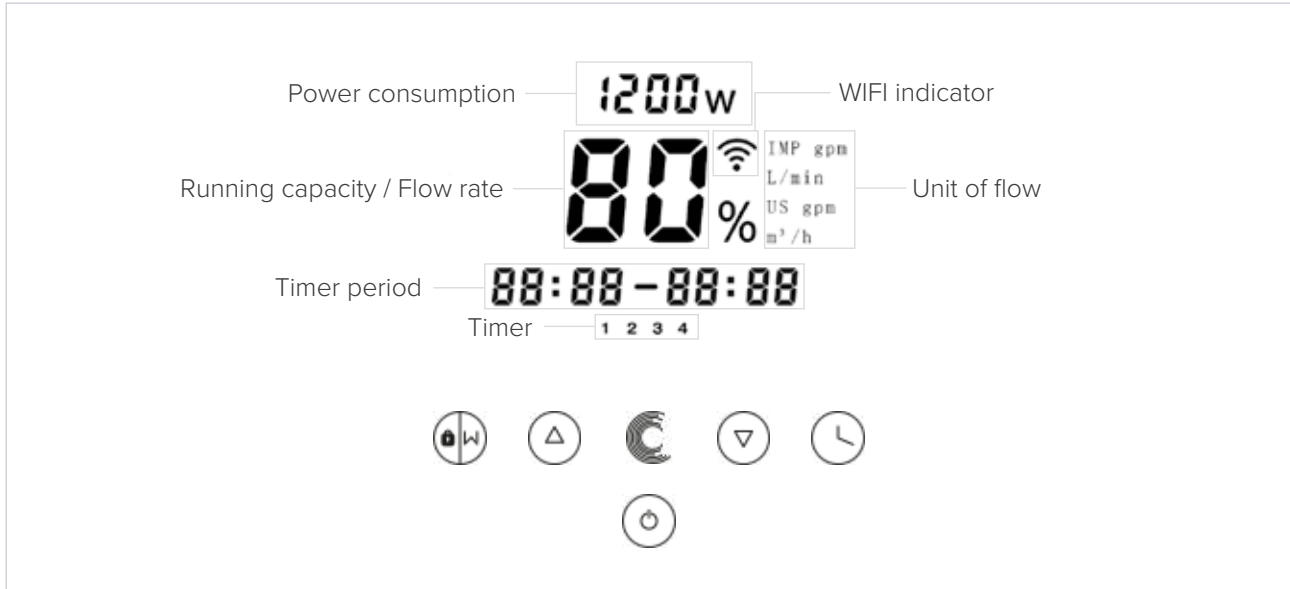 1200w
Power consumption
WIFI indicator
80 %
IMP gpm
L/min
US gpm
m³/h
Running capacity / Flow rate
Unit of flow
Timer period
88:88-88:88
Timer
1 2 3 4
W